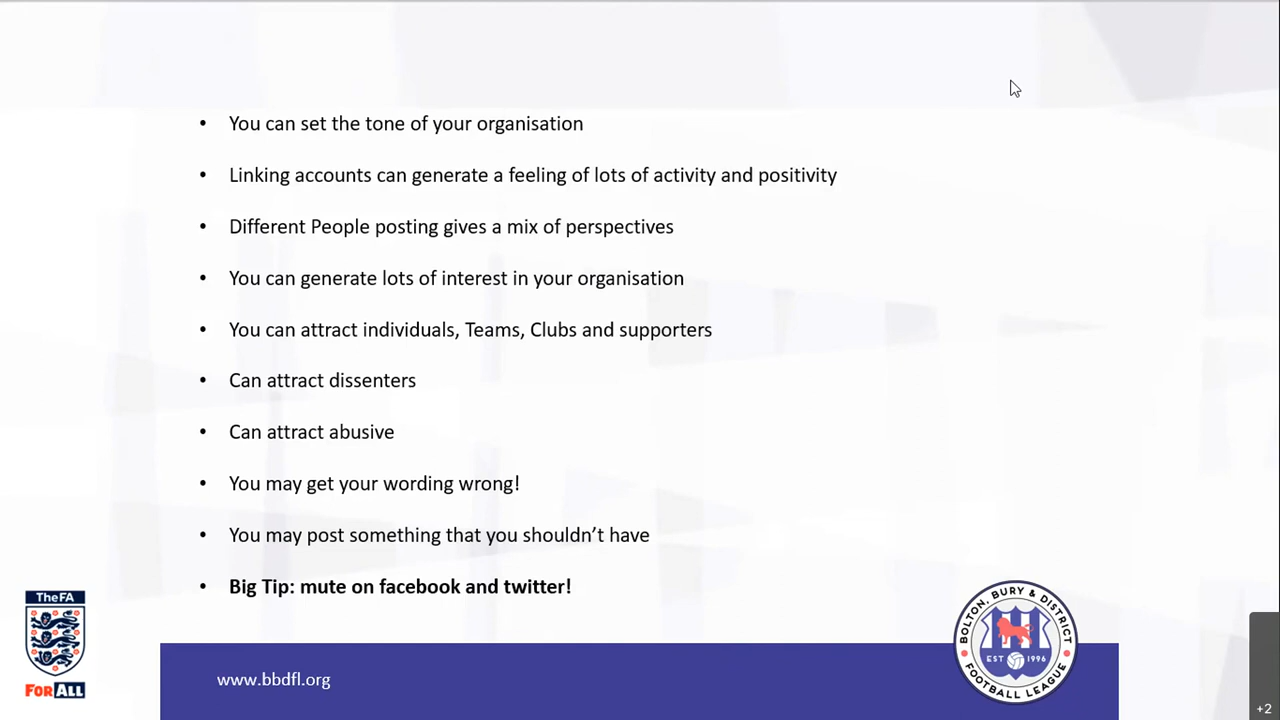 • You can set the tone of your organisation
• Linking accounts can generate a feeling of lots of activity and positivity
• Different People posting gives a mix of perspectives
• You can generate lots of interest in your organisation
• You can attract individuals, Teams, Clubs and supporters
• Can attract dissenters
• Can attract abusive
• You may get your wording wrong!
• You may post something that you shouldn’t have
• Big Tip: mute on facebook and twitter!
TheFA
FORALL
www.bbdfl.org
BOLTON, BURY & DISTRICT
EST 1996
FOOTBALL LEAGUE
+2